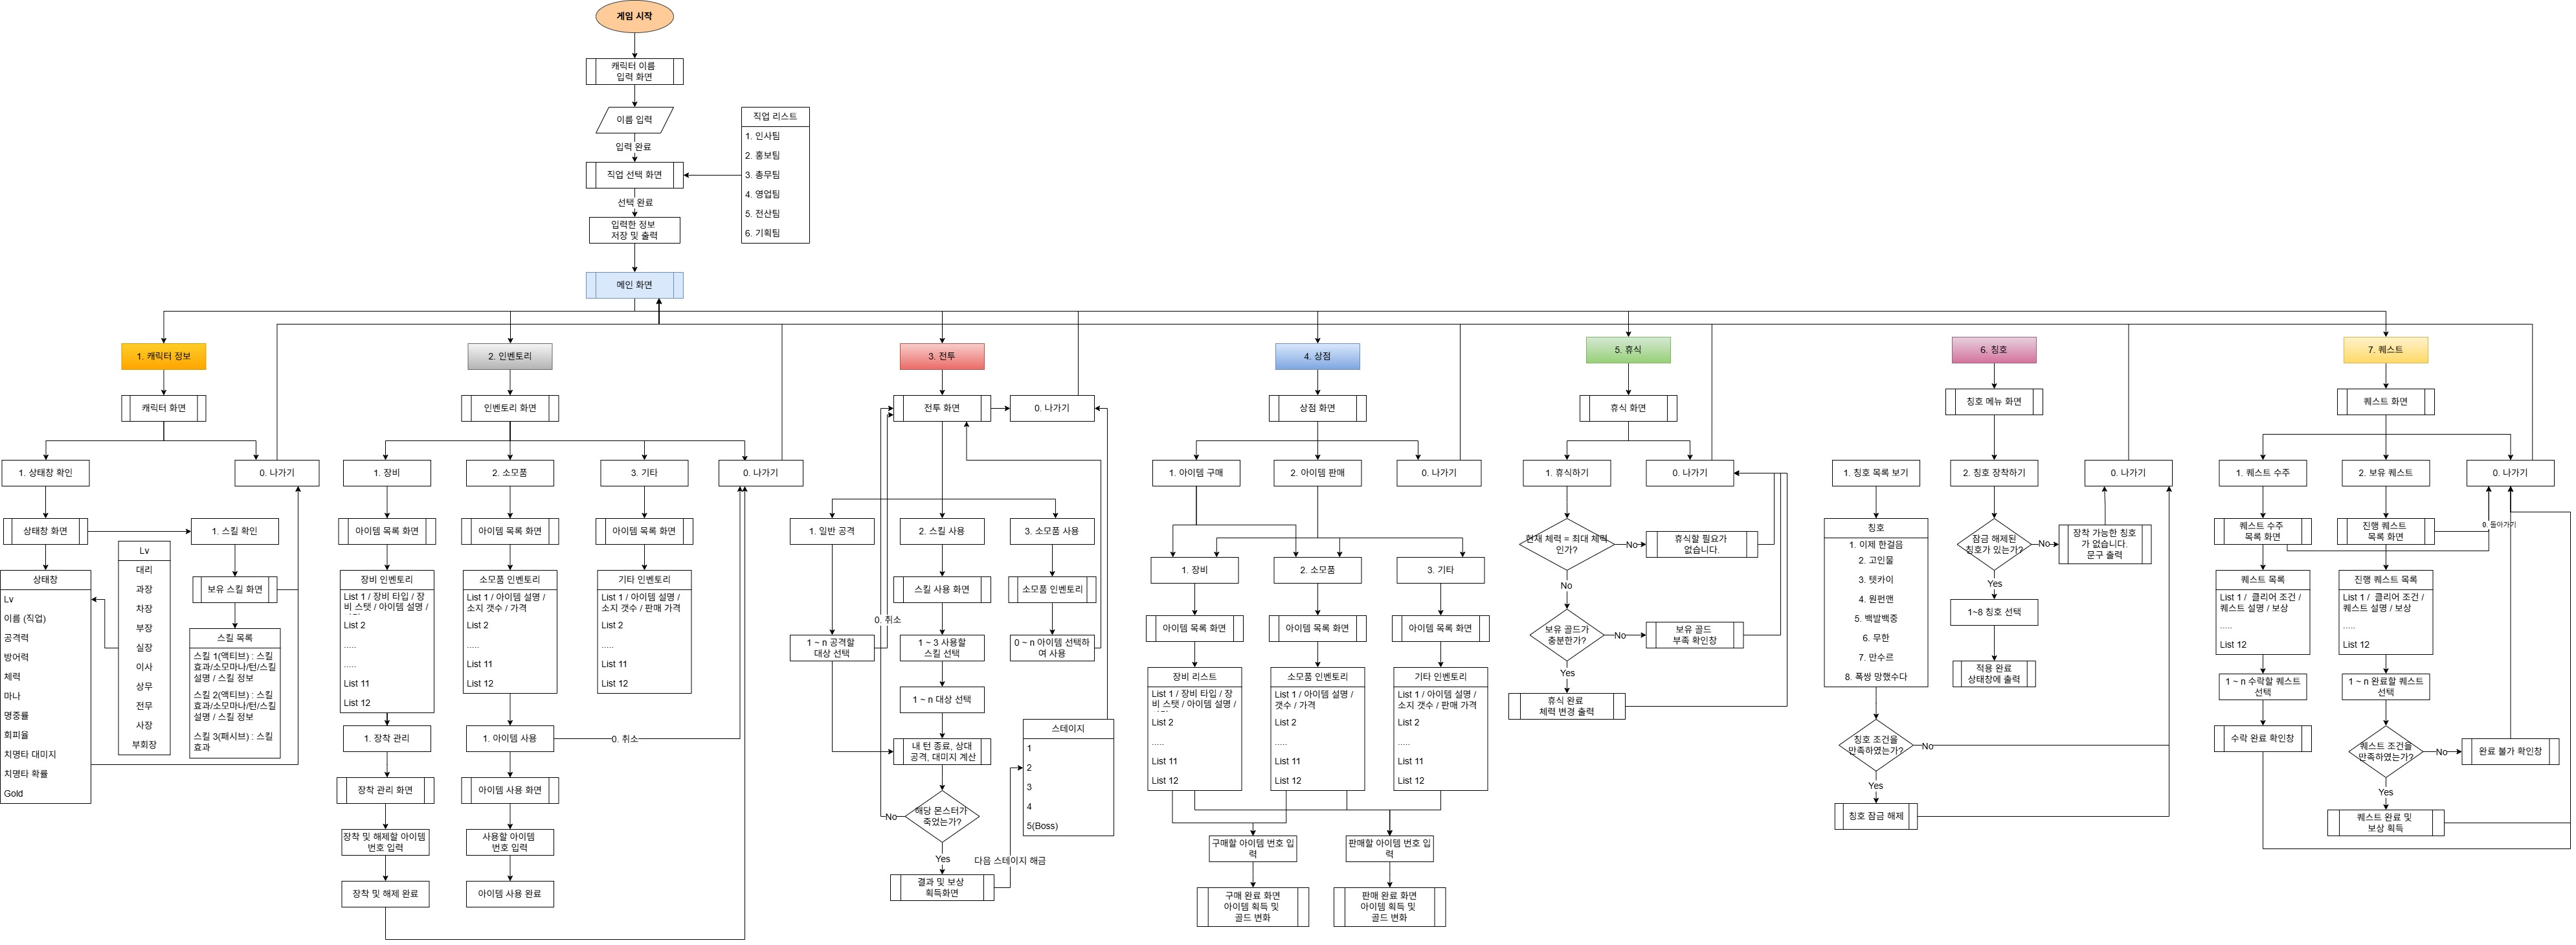 게임 시작
캐릭터 이름
입력 화면
이름 입력
입력 완료
직업 선택 화면
선택 완료
입력한 정보
저장 및 출력
메인 화면
직업 리스트
1. 인사팀
2. 홍보팀
3. 총무팀
4. 영업팀
5. 전산팀
6. 기획팀
1. 캐릭터 정보
캐릭터 화면
1. 상태창 확인
0. 나가기
상태창 화면
1. 스킬 확인
상태창
Lv
이름 (직업)
공격력
방어력
체력
마나
명중률
회피율
치명타 대미지
치명타 확률
Gold
Lv
대리
과장
차장
부장
실장
이사
상무
전무
사장
부회장
보유 스킬 화면
스킬 목록
스킬 1(액티브) : 스킬
효과/소모마나/턴/스킬
설명 / 스킬 정보
스킬 2(액티브) : 스킬
효과/소모마나/턴/스킬
설명 / 스킬 정보
스킬 3(패시브) : 스킬
효과
2. 인벤토리
인벤토리 화면
1. 장비
2. 소모품
3. 기타
0. 나가기
아이템 목록 화면
아이템 목록 화면
아이템 목록 화면
장비 인벤토리
List 1 / 장비 타입 / 장
비 스탯 / 아이템 설명 /
List 2
.....
.....
List 11
List 12
소모품 인벤토리
List 1 / 아이템 설명 /
소지 갯수 / 가격
List 2
.....
List 11
List 12
기타 인벤토리
List 1 / 아이템 설명 /
소지 갯수 / 판매 가격
List 2
.....
List 11
List 12
1. 장착 관리
장착 관리 화면
장착 및 해제할 아이템
번호 입력
장착 및 해제 완료
1. 아이템 사용
0. 취소
아이템 사용 화면
사용할 아이템
번호 입력
아이템 사용 완료
3. 전투
전투 화면
0. 나가기
1. 일반 공격
2. 스킬 사용
3. 소모품 사용
스킬 사용 화면
소모품 인벤토리
0. 취소
1 ~ n 공격할
대상 선택
1 ~ 3 사용할
스킬 선택
0 ~ n 아이템 선택하
여 사용
1 ~ n 대상 선택
내 턴 종료, 상대
공격, 대미지 계산
해당 몬스터가
죽었는가?
No
Yes
결과 및 보상
획득화면
다음 스테이지 해금
스테이지
1
2
3
4
5(Boss)
4. 상점
상점 화면
1. 아이템 구매
2. 아이템 판매
0. 나가기
1. 장비
2. 소모품
3. 기타
아이템 목록 화면
아이템 목록 화면
아이템 목록 화면
장비 리스트
List 1 / 장비 타입 / 장
비 스탯 / 아이템 설명 /
List 2
.....
List 11
List 12
소모품 인벤토리
List 1 / 아이템 설명 /
갯수 / 가격
List 2
.....
List 11
List 12
기타 인벤토리
List 1 / 아이템 설명 /
소지 갯수 / 판매 가격
List 2
.....
List 11
List 12
구매할 아이템 번호 입
력
판매할 아이템 번호 입
력
구매 완료 화면
아이템 획득 및
골드 변화
판매 완료 화면
아이템 획득 및
골드 변화
5. 휴식
휴식 화면
1. 휴식하기
0. 나가기
현재 체력 = 최대 체력
인가?
No
휴식할 필요가
없습니다.
No
보유 골드가
충분한가?
No
보유 골드
부족 확인창
Yes
휴식 완료
체력 변경 출력
6. 칭호
칭호 메뉴 화면
1. 칭호 목록 보기
2. 칭호 장착하기
0. 나가기
칭호
1. 이제 한걸음
2. 고인물
3. 텟카이
4. 원펀맨
5. 백발백중
6. 무한
7. 만수르
8. 폭쌍 망했수다
칭호 조건을
만족하였는가?
No
Yes
칭호 잠금 해제
잠금 해제된
칭호가 있는가?
No
장착 가능한 칭호
가 없습니다.
문구 출력
Yes
1~8 칭호 선택
적용 완료
상태창에 출력
7. 퀘스트
퀘스트 화면
1. 퀘스트 수주
2. 보유 퀘스트
0. 나가기
퀘스트 수주
목록 화면
진행 퀘스트
목록 화면
0. 돌아가기
퀘스트 목록
List 1 / 클리어 조건 /
퀘스트 설명 / 보상
.....
List 12
진행 퀘스트 목록
List 1 / 클리어 조건 /
퀘스트 설명 / 보상
.....
List 12
1 ~ n 수락할 퀘스트
선택
1 ~ n 완료할 퀘스트
선택
수락 완료 확인창
퀘스트 조건을
만족하였는가?
No
완료 불가 확인창
Yes
퀘스트 완료 및
보상 획득